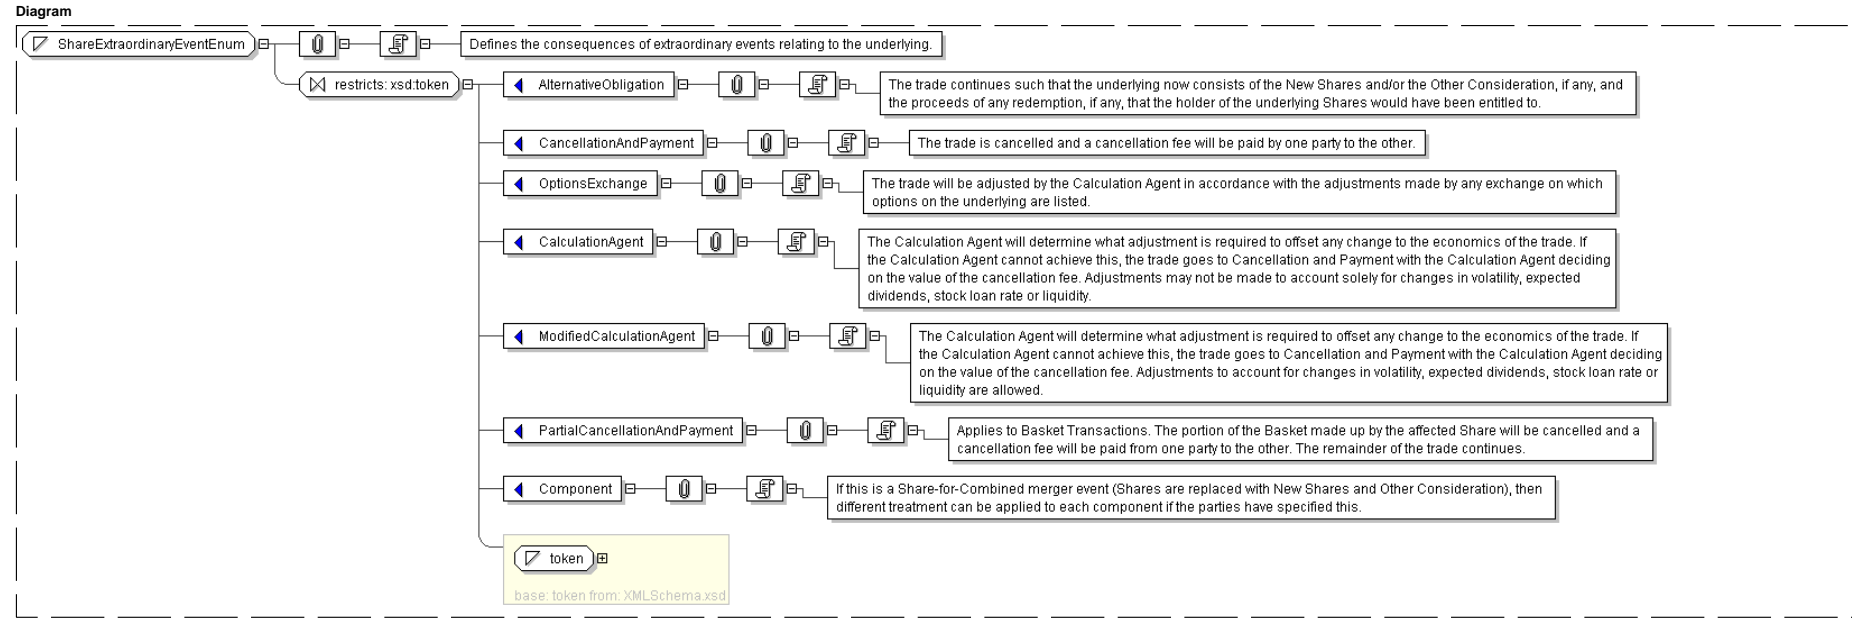 Diagram
ShareExtraordinaryEventEnum
Defines the consequences of extraordinary events relating to the underlying.
restricts: xsd:token
AlternativeObligation
The trade continues such that the underlying now consists of the New Shares and/or the Other Consideration, if any, and
the proceeds of any redemption, if any, that the holder of the underlying Shares would have been entitled to.
CancellationAndPayment
The trade is cancelled and a cancellation fee will be paid by one party to the other.
OptionsExchange
The trade will be adjusted by the Calculation Agent in accordance with the adjustments made by any exchange on which
options on the underlying are listed.
CalculationAgent
The Calculation Agent will determine what adjustment is required to offset any change to the economics of the trade. If
the Calculation Agent cannot achieve this, the trade goes to Cancellation and Payment with the Calculation Agent deciding
on the value of the cancellation fee. Adjustments may not be made to account solely for changes in volatility, expected
dividends, stock loan rate or liquidity.
ModifiedCalculationAgent
The Calculation Agent will determine what adjustment is required to offset any change to the economics of the trade. If
the Calculation Agent cannot achieve this, the trade goes to Cancellation and Payment with the Calculation Agent deciding
on the value of the cancellation fee. Adjustments to account for changes in volatility, expected dividends, stock loan rate or
liquidity are allowed.
PartialCancellationAndPayment
Applies to Basket Transactions. The portion of the Basket made up by the affected Share will be cancelled and a
cancellation fee will be paid from one party to the other. The remainder of the trade continues.
Component
If this is a Share-for-Combined merger event (Shares are replaced with New Shares and Other Consideration), then
different treatment can be applied to each component if the parties have specified this.
token
base: token from: XMLSchema.xsd